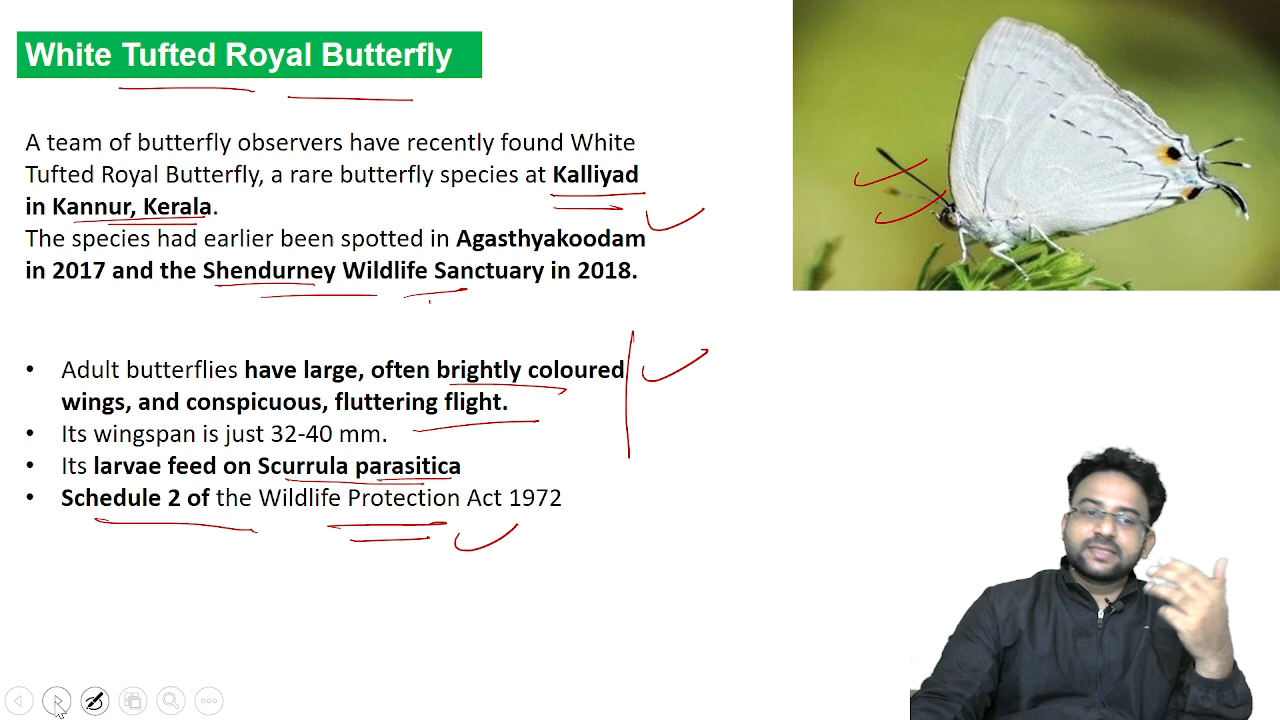 White Tufted Royal Butterfly
A team of butterfly observers have recently found White
Tufted Royal Butterfly, a rare butterfly species at Kalliyad
in Kannur, Kerala.
The species had earlier been spotted in Agasthyakoodam
in 2017 and the Shendurney Wildlife Sanctuary in 2018.
• Adult butterflies have large, often brightly coloured
wings, and conspicuous, fluttering flight.
• Its wingspan is just 32-40 mm.
• Its larvae feed on Scurrula parasitica
• Schedule 2 of the Wildlife Protection Act 1972